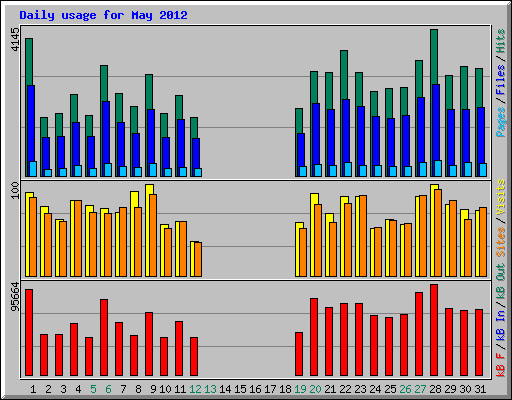 Daily usage for May 2012
4145
Pages / Files / Hits
100
Sites / Visits
95664
kB F / kB In / kB Out
1 2 3 4 5 6 7 8 9 10 11 12 13 14 15 16 17 18 19 20 21 22 23 24 25 26 27 28 29 30 31